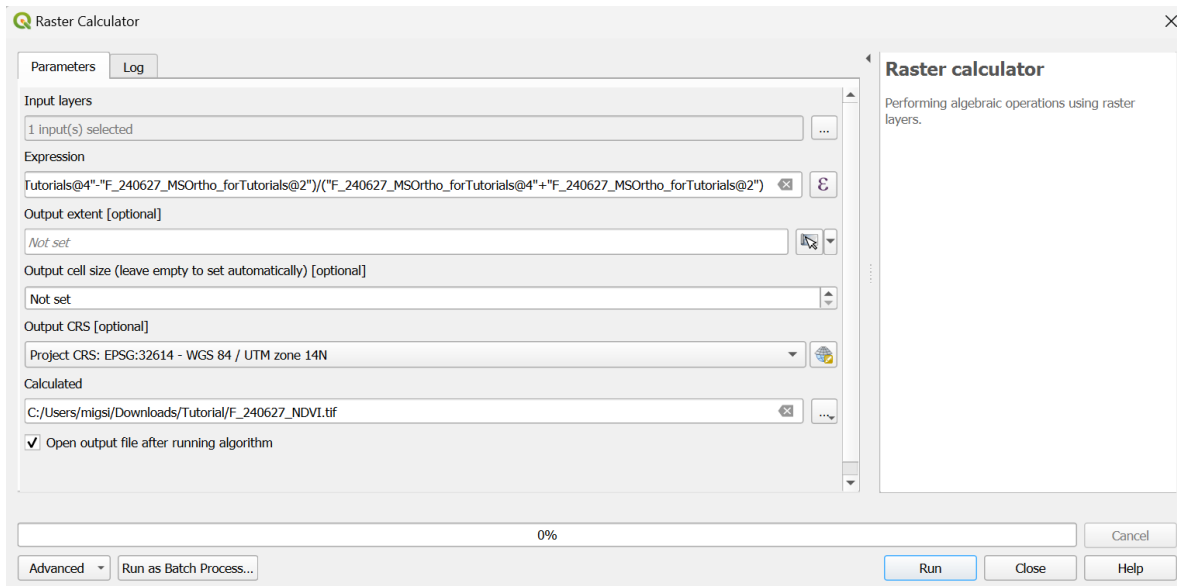 Raster Calculator
Parameters
Log
Input layers
1 input(s) selected
...
Expression
Tutorials@4"-"F_240627_MSOrtho_forTutorials@2")/("F_240627_MSOrtho_forTutorials@4"+"F_240627_MSOrtho_forTutorials@2")
ε
Output extent [optional]
Not set
Output cell size (leave empty to set automatically) [optional]
Not set
Output CRS [optional]
Project CRS: EPSG:32614 - WGS 84 / UTM zone 14N
Calculated
C:/Users/migsi/Downloads/Tutorial/F_240627_NDVI.tif
...
Open output file after running algorithm
Raster calculator
Performing algebraic operations using raster
layers.
0%
Cancel
Advanced
Run as Batch Process...
Run
Close
Help